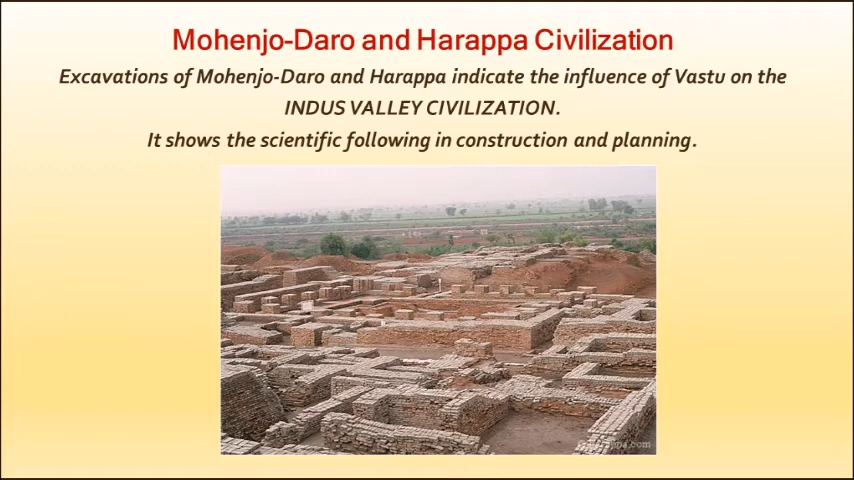 Mohenjo-Daro and Harappa Civilization
Excavations of Mohenjo-Daro and Harappa indicate the influence of Vastu on the
INDUS VALLEY CIVILIZATION.
It shows the scientific following in construction and planning.